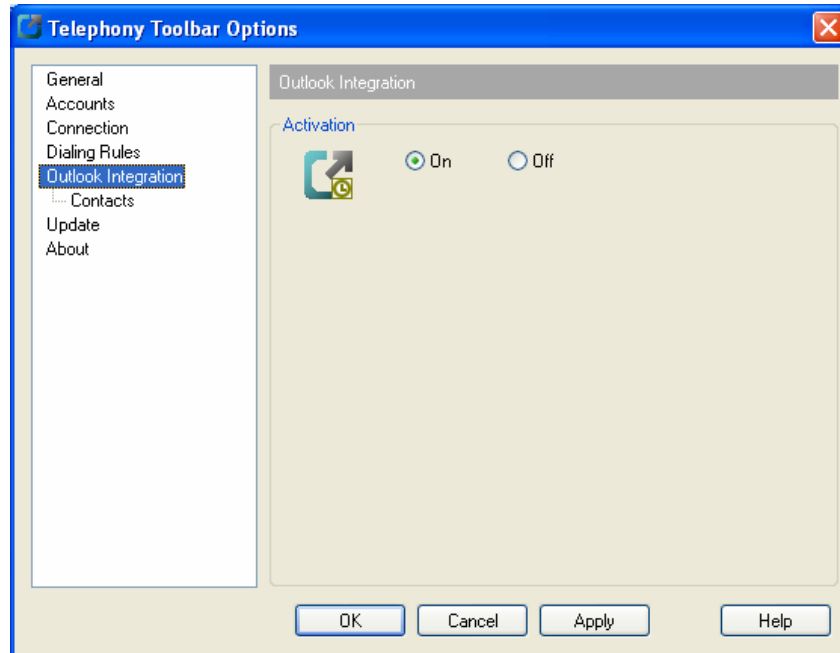 Telephony Toolbar Options
General
Accounts
Connection
Dialing Rules
Outlook Integration
Contacts
Update
About
Outlook Integration
Activation
On Off
OK Cancel Apply Help